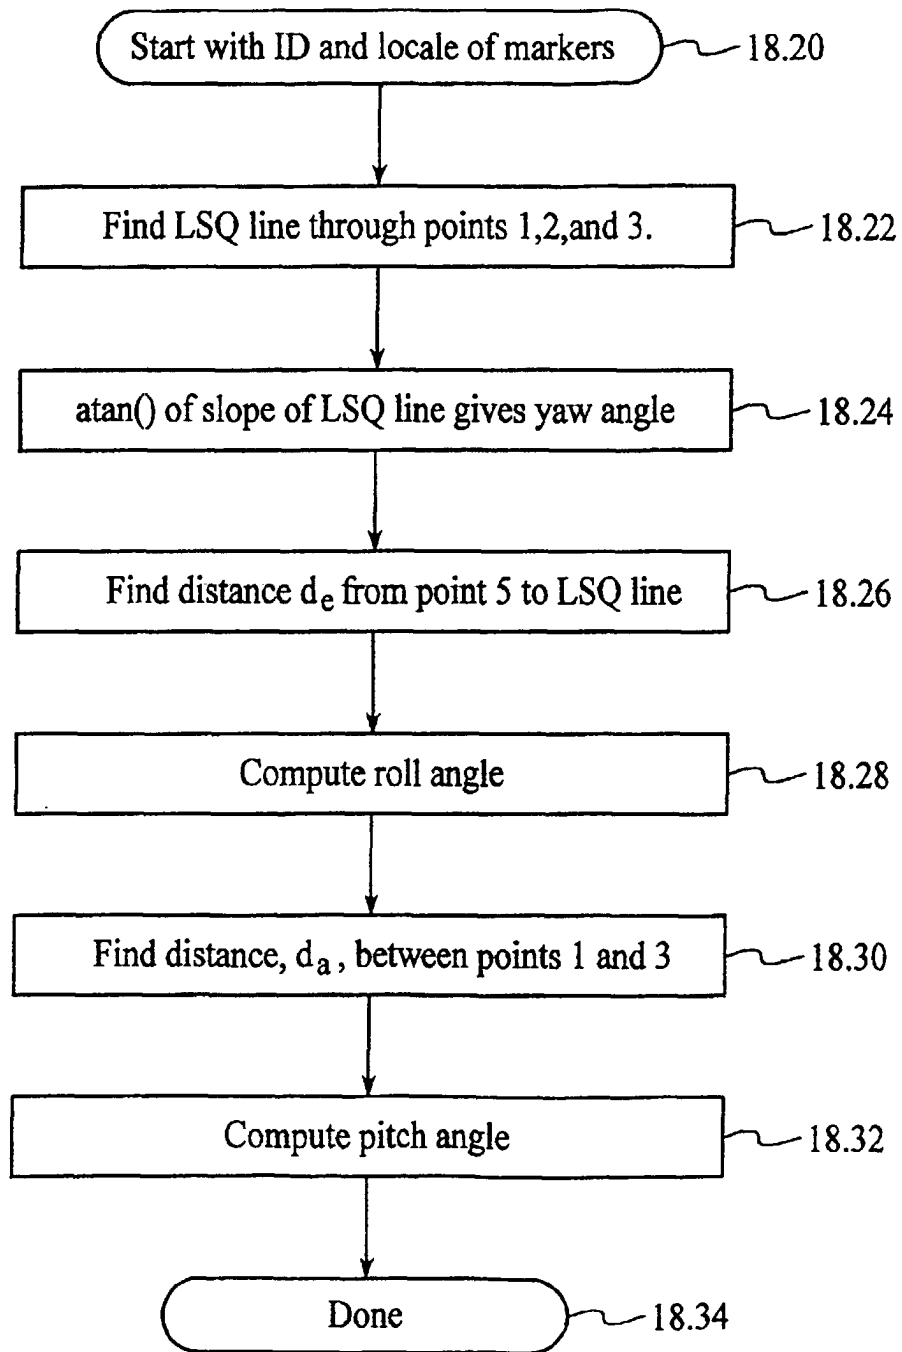 Start with ID and locale of markers 18.20
Find LSQ line through points 1,2,and 3. 18.22
atan() of slope of LSQ line gives yaw angle 18.24
Find distance de from point 5 to LSQ line 18.26
Compute roll angle 18.28
Find distance, da , between points 1 and 3 18.30
Compute pitch angle 18.32
Done 18.34